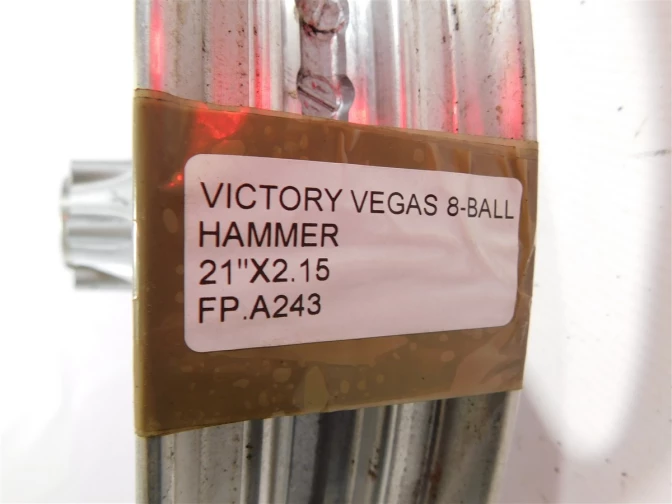 VICTORY VEGAS 8-BALL
HAMMER
21"X2.15
FP.A243